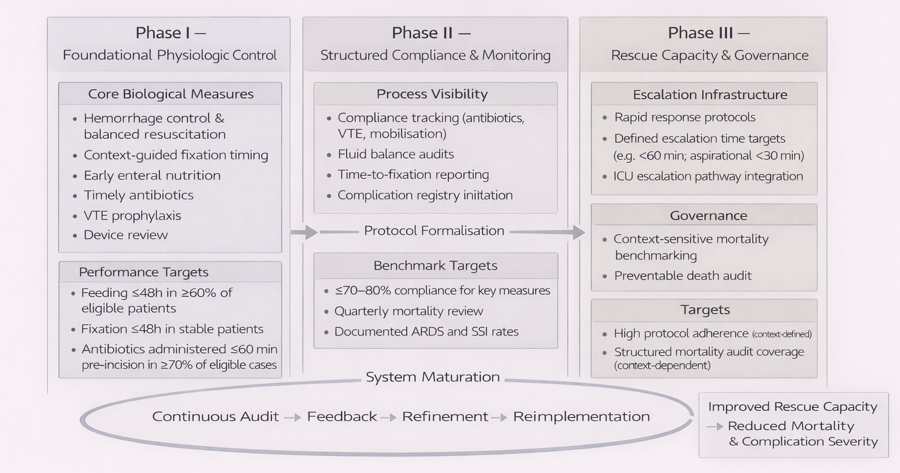 Phase I —
Foundational Physiologic Control
Core Biological Measures
• Hemorrhage control &
balanced resuscitation
• Context-guided fixation timing
• Early enteral nutrition
• Timely antibiotics
• VTE prophylaxis
• Device review
Performance Targets
• Feeding ≤48h in ≥60% of
eligible patients
• Fixation ≤48h in stable patients
• Antibiotics administered ≤60 min
pre-incision in ≥70% of eligible cases
Phase II —
Structured Compliance & Monitoring
Process Visibility
• Compliance tracking (antibiotics,
VTE, mobilisation)
• Fluid balance audits
• Time-to-fixation reporting
• Complication registry initiation
Protocol Formalisation
Benchmark Targets
• ≤70–80% compliance for key measures
• Quarterly mortality review
• Documented ARDS and SSI rates
Phase III —
Rescue Capacity & Governance
Escalation Infrastructure
• Rapid response protocols
• Defined escalation time targets
(e.g. <60 min; aspirational <30 min)
• ICU escalation pathway integration
Governance
• Context-sensitive mortality
benchmarking
• Preventable death audit
Targets
• High protocol adherence (context-defined)
• Structured mortality audit coverage
(context-dependent)
System Maturation
Continuous Audit → Feedback → Refinement → Reimplementation
Improved Rescue Capacity
→ Reduced Mortality
& Complication Severity